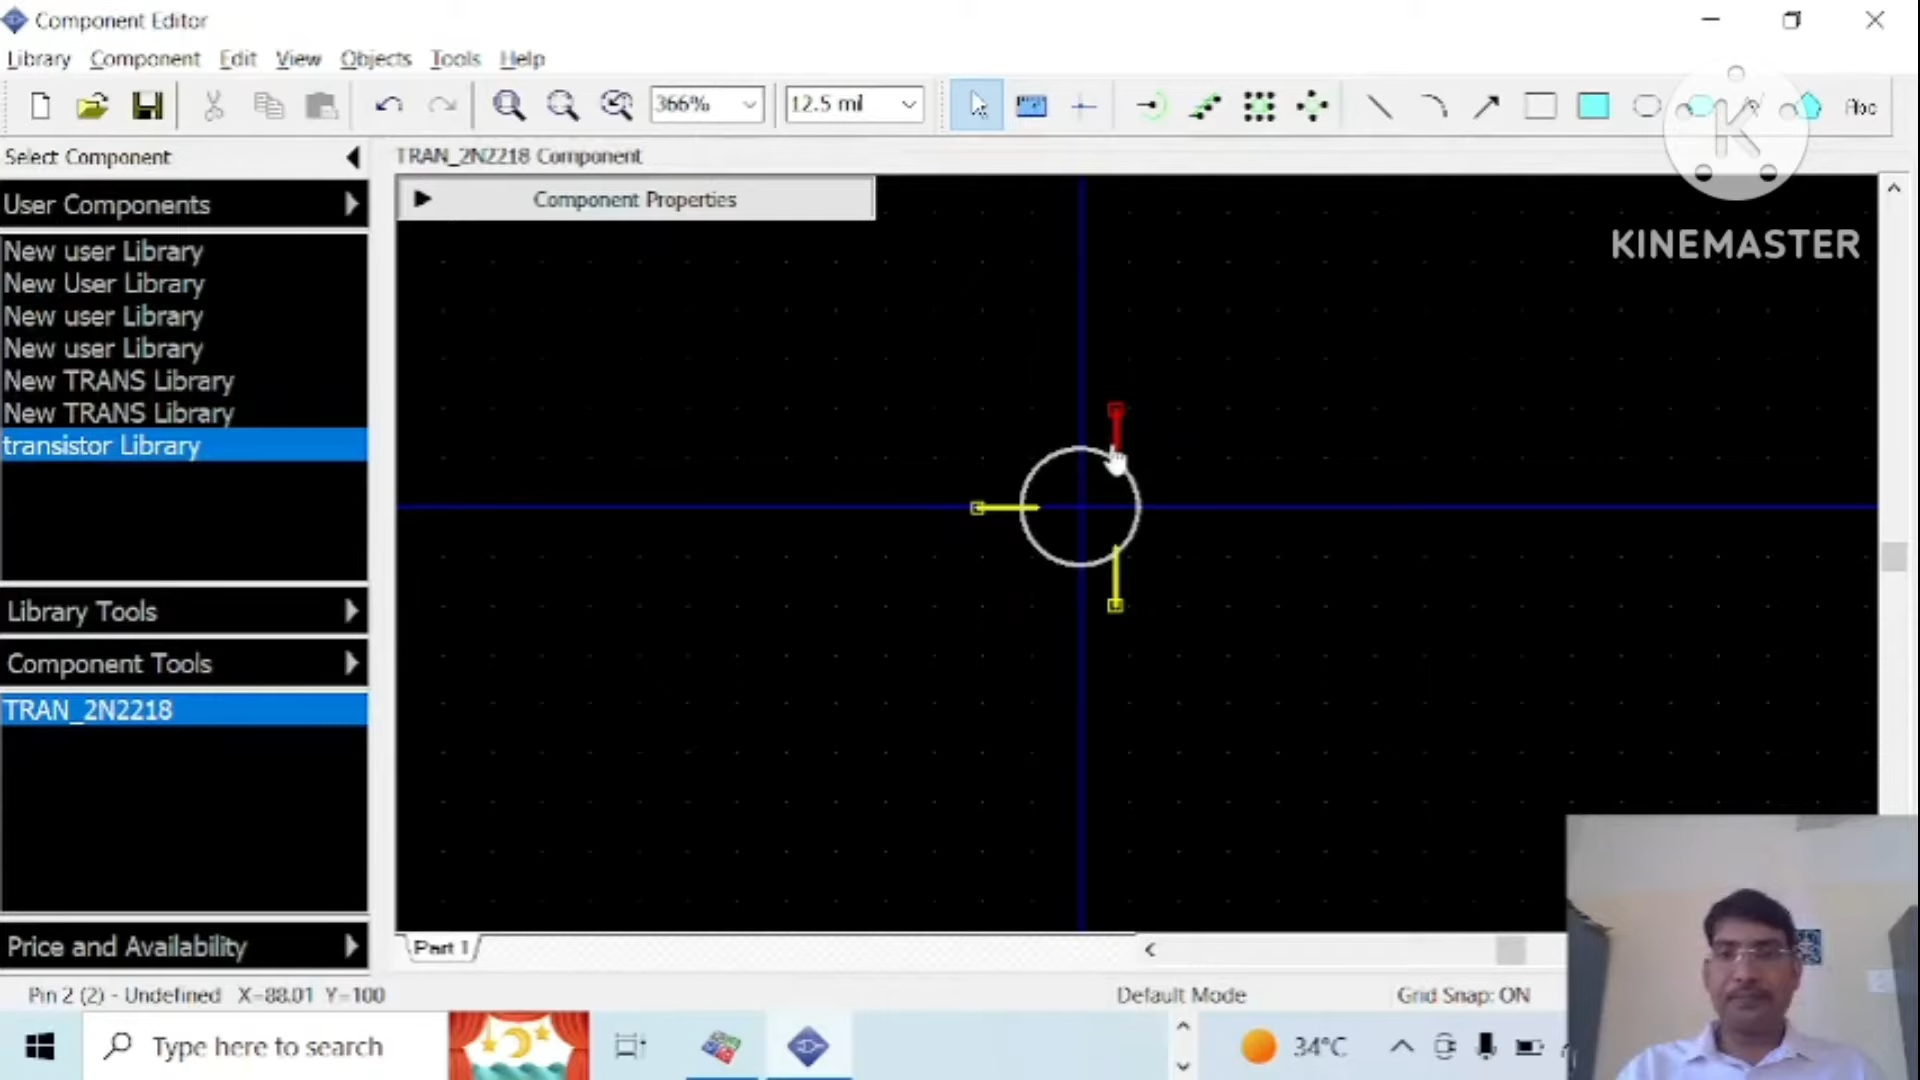 Component Editor
Library Component Edit View Objects Tools Help
366% 12.5 ml Abc
Select Component
TRAN_2N2218 Component
User Components
Component Properties
KINEMASTER
New user Library
New User Library
New user Library
New user Library
New TRANS Library
New TRANS Library
transistor Library
Library Tools
Component Tools
TRAN_2N2218
Price and Availability
Part 1
Pin 2 (2) - Undefined X=88.01 Y=100
Default Mode
Grid Snap: ON
Type here to search
34°C